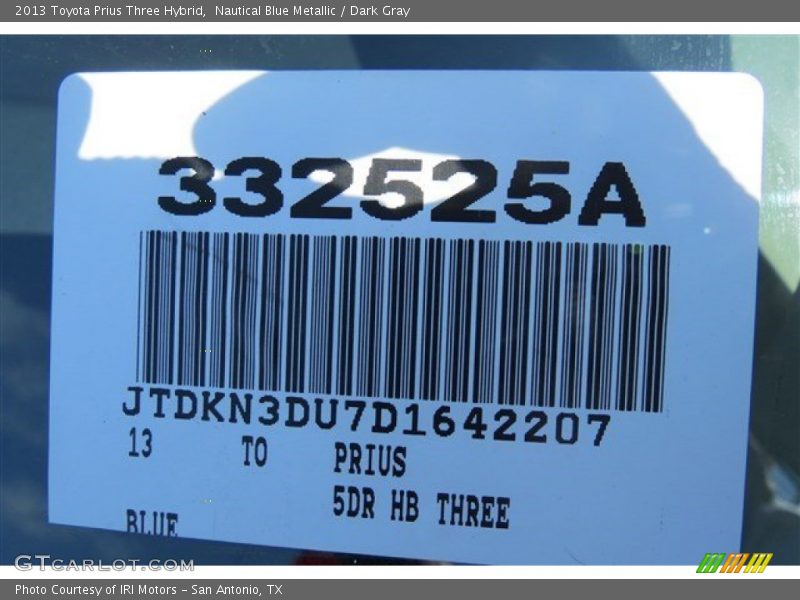 2013 Toyota Prius Three Hybrid,  Nautical Blue Metallic / Dark Gray
332525A
JTDKN3DU7D1642207
13 TO PRIUS
5DR HB THREE
BLUE
GTCARLOT.COM
Photo Courtesy of IRI Motors – San Antonio, TX